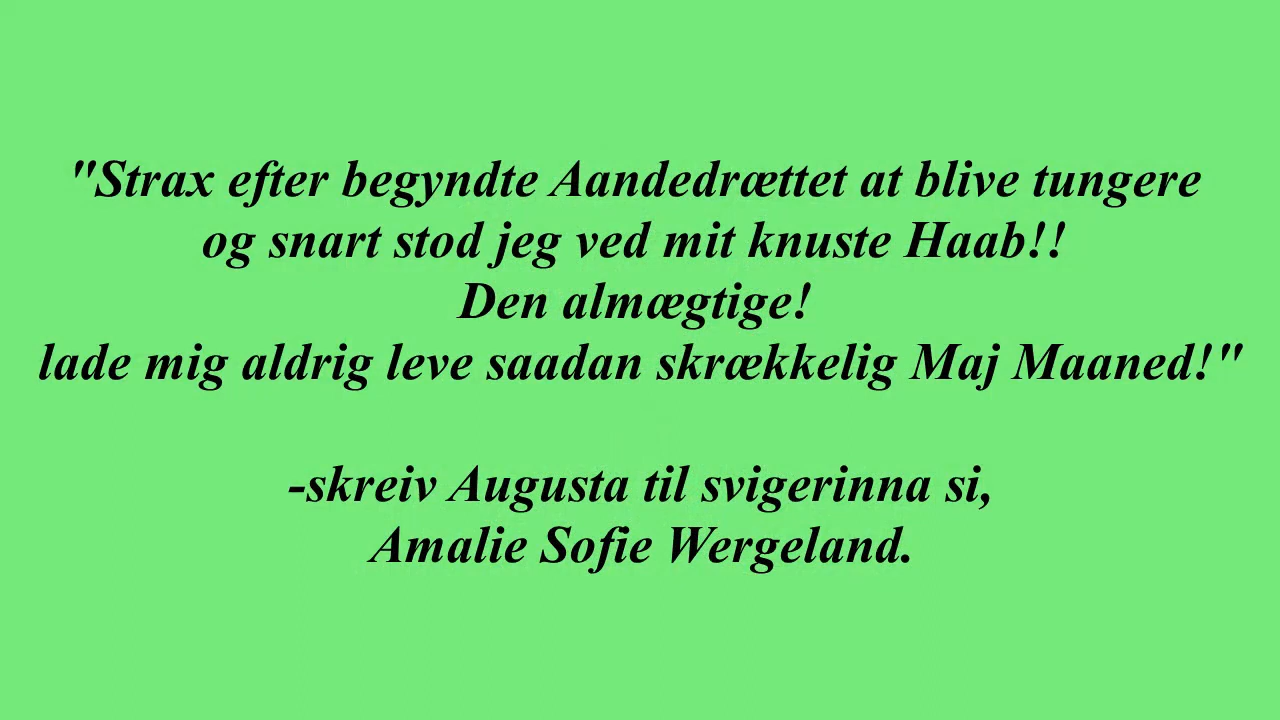 "Strax efter begyndte Aandedrættet at blive tungere
og snart stod jeg ved mit knuste Haab!!
Den almægtige!
lade mig aldrig leve saadan skrækkelig Maj Maaned!"
-skreiv Augusta til svigerinna si,
Amalie Sofie Wergeland.